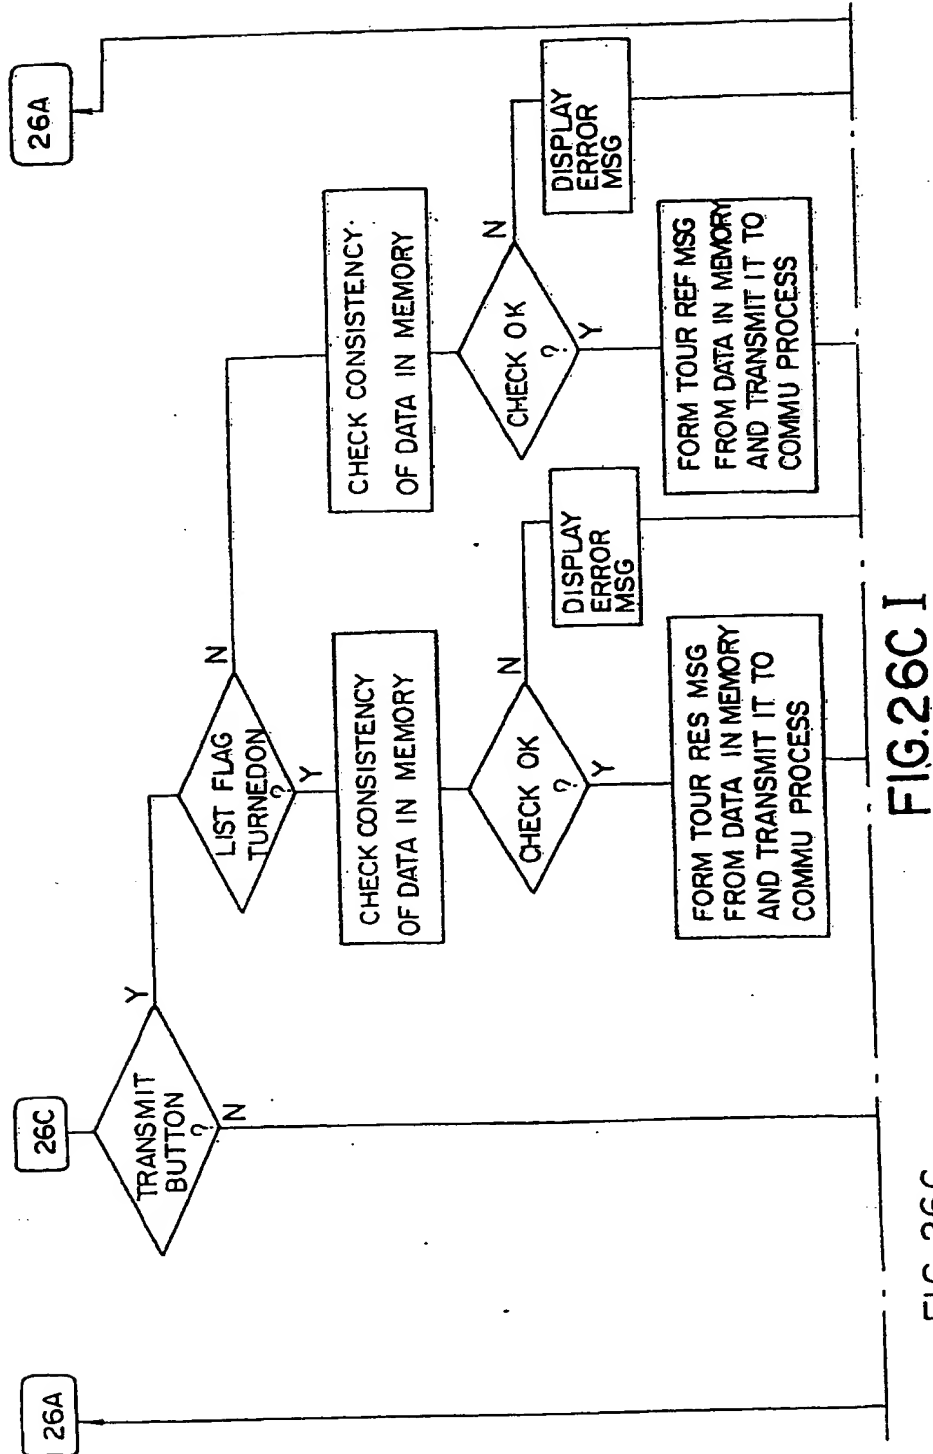 26A
26C
26A
TRANSMIT
BUTTON
?
Y
N
LIST FLAG
TURNEDON
?
N
Y
CHECK CONSISTENCY
OF DATA IN MEMORY
CHECK CONSISTENCY
OF DATA IN MEMORY
CHECK OK
?
N
Y
DISPLAY
ERROR
MSG
CHECK OK
?
N
Y
DISPLAY
ERROR
MSG
FORM TOUR RES MSG
FROM DATA IN MEMORY
AND TRANSMIT IT TO
COMMU PROCESS
FORM TOUR REF MSG
FROM DATA IN MEMORY
AND TRANSMIT IT TO
COMMU PROCESS
FIG.26C I